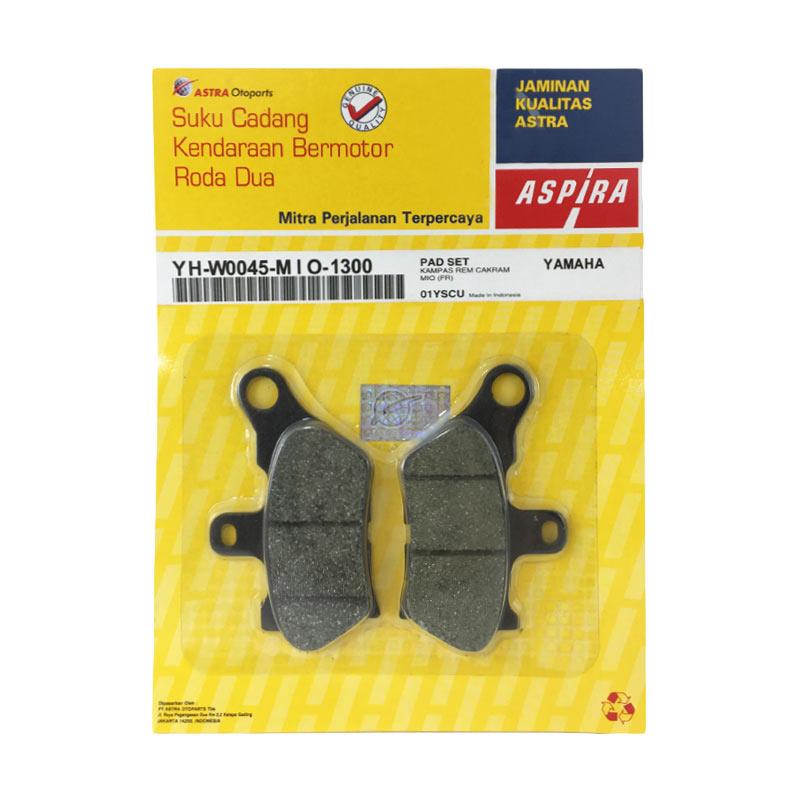 ASTRA Otoparts
GENUINE QUALITY
Suku Cadang
Kendaraan Bermotor
Roda Dua
Mitra Perjalanan Terpercaya
JAMINAN
KUALITAS
ASTRA
ASPIRA
YH-W0045-MIO-1300
PAD SET
KAMPAS REM CAKRAM
MIO (FR)
01YSCU Made in Indonesia
YAMAHA
Dipasarkan Oleh :
PT ASTRA OTOPARTS Tbk
Jl. Raya Pegangsaan Dua Km 2,2 Kelapa Gading
JAKARTA 14250, INDONESIA